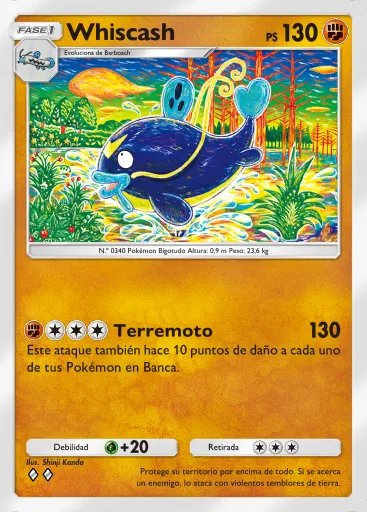 FASE 1
Whiscash
PS 130
Evoluciona de Barboach
N.º 0340 Pokémon Bigotudo Altura: 0,9 m Peso: 23,6 kg
Terremoto 130
Este ataque también hace 10 puntos de daño a cada uno
de tus Pokémon en Banca.
Debilidad +20 Retirada
Ilus. Shinji Kanda
Protege su territorio por encima de todo. Si se acerca
un enemigo, lo ataca con violentos temblores de tierra.